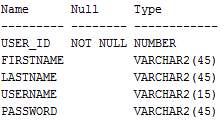 Name Null Type
--------- -------- ------------
USER_ID NOT NULL NUMBER
FIRSTNAME VARCHAR2(45)
LASTNAME VARCHAR2(45)
USERNAME VARCHAR2(15)
PASSWORD VARCHAR2(45)